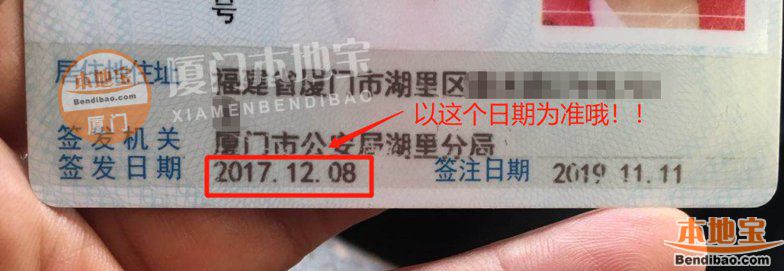 号
居住地住址 福建省厦门市湖里区
厦门本地宝
XIAMENBENDIBAO
本地宝
Bendibao.com
厦门
以这个日期为准哦！！
签发机关 厦门市公安局湖里分局
签发日期 2017.12.08 签注日期 2019.11.11
本地宝
Bendibao.com